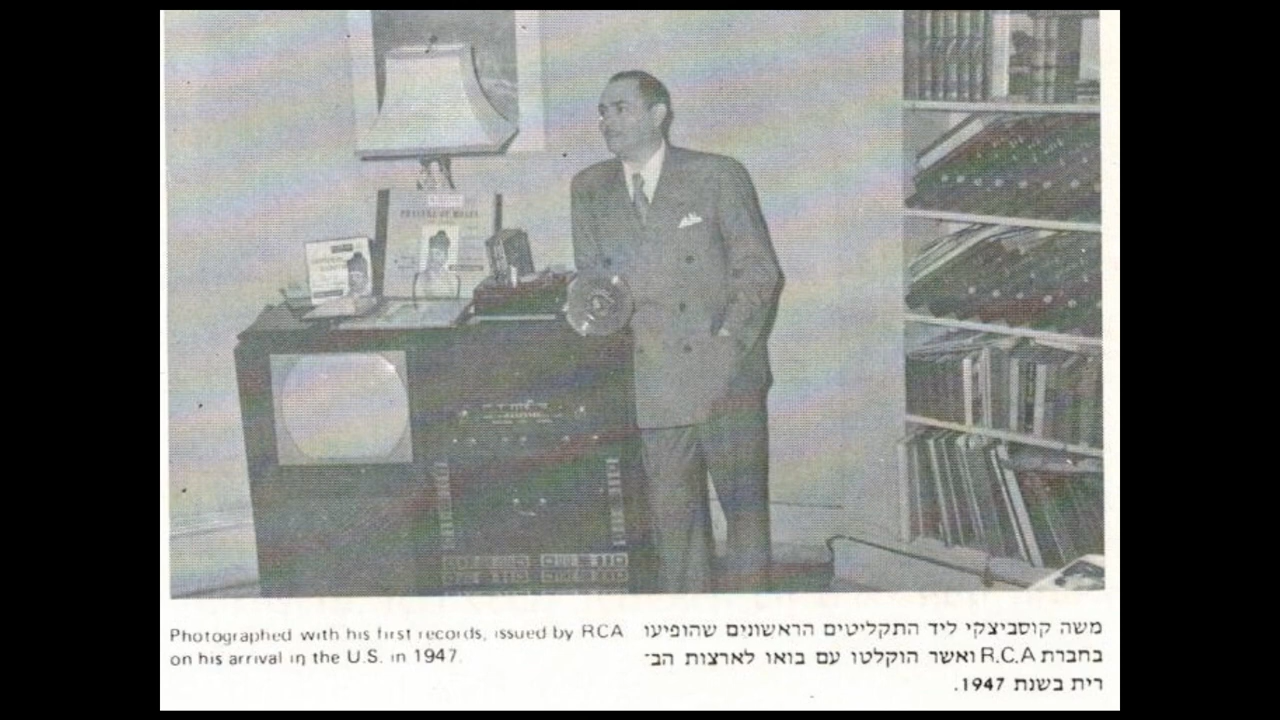 Photographed with his first records, issued by RCA
on his arrival in the U.S. in 1947.
משה קוסביצקי ליד התקליטים הראשונים שהופיעו
בחברת R.C.A ואשר הוקלטו עם בואו לארצות הב־
רית בשנת 1947.